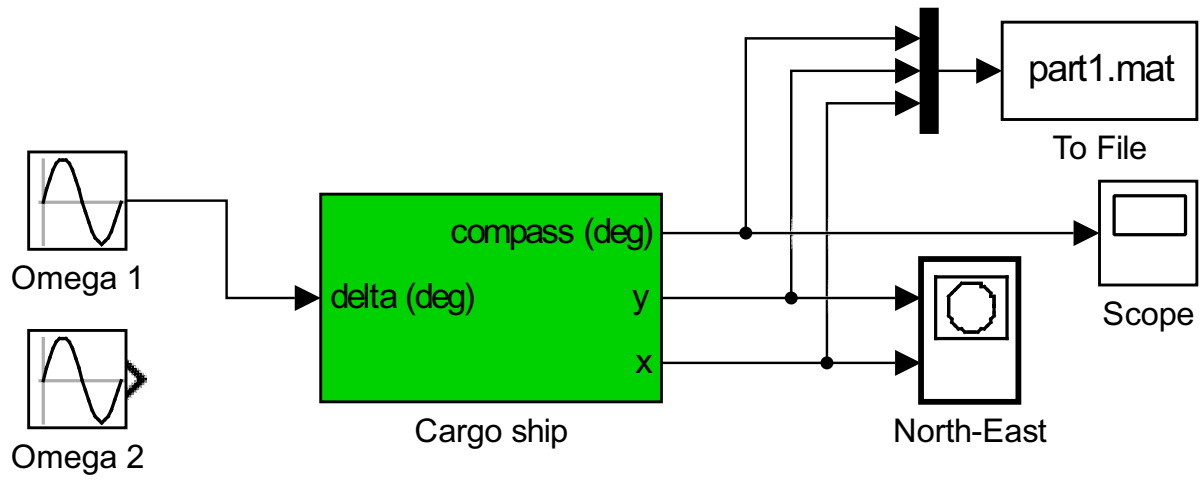 part1.mat
To File
Omega 1
compass (deg)
delta (deg)
y
x
Scope
Omega 2
Cargo ship
North-East